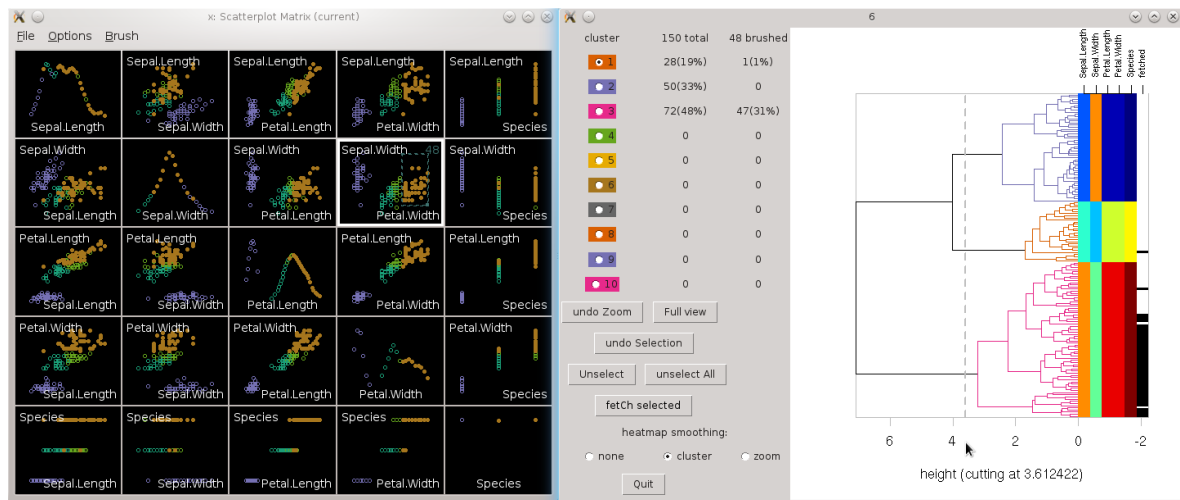 x: Scatterplot Matrix (current)
File Options Brush
Sepal.Length
Sepal.Length
Sepal.Width
Sepal.Length
Petal.Length
Sepal.Length
Petal.Width
Sepal.Length
Species
Sepal.Width
Sepal.Length
Sepal.Width
Sepal.Width
Petal.Length
Sepal.Width
48
Petal.Width
Sepal.Width
Species
Petal.Length
Sepal.Length
Petal.Length
Sepal.Width
Petal.Length
Petal.Length
Petal.Width
Petal.Length
Species
Petal.Width
Sepal.Length
Petal.Width
Sepal.Width
Petal.Width
Petal.Length
Petal.Width
Petal.Width
Species
Species
Sepal.Length
Species
Sepal.Width
Species
Petal.Length
Species
Petal.Width
Species
6
cluster 150 total 48 brushed
1 28(19%) 1(1%)
2 50(33%) 0
3 72(48%) 47(31%)
4 0 0
5 0 0
6 0 0
7 0 0
8 0 0
9 0 0
10 0 0
undo Zoom Full view
undo Selection
Unselect unselect All
fetCh selected
heatmap smoothing:
none cluster zoom
Quit
Sepal.Length
Sepal.Width
Petal.Length
Petal.Width
Species
fetched
6 4 2 0 -2
height (cutting at 3.612422)